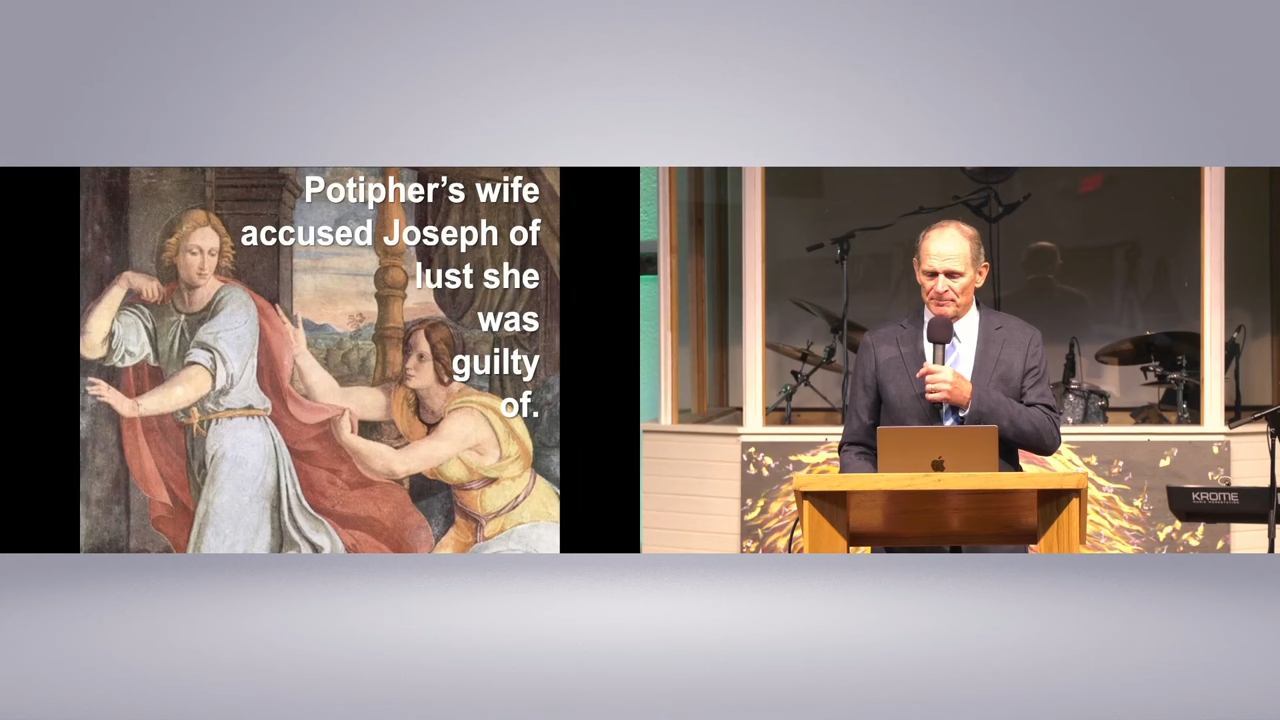 Potipher’s wife
accused Joseph of
lust she
was
guilty
of.
KROME